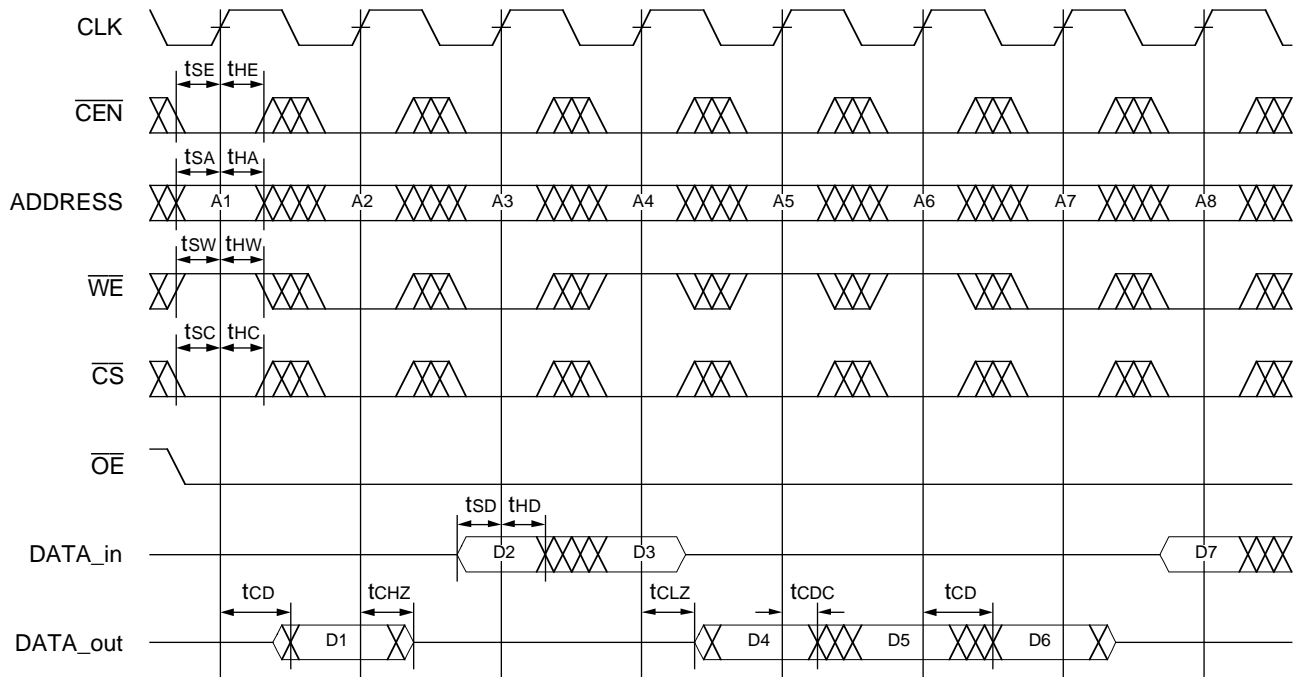 CLK
tSE tHE
CEN
tSA tHA
ADDRESS A1 A2 A3 A4 A5 A6 A7 A8
tSW tHW
WE
tSC tHC
CS
OE
tSD tHD
DATA_in D2 D3 D7
tCD tCHZ tCLZ tCDC tCD
DATA_out D1 D4 D5 D6